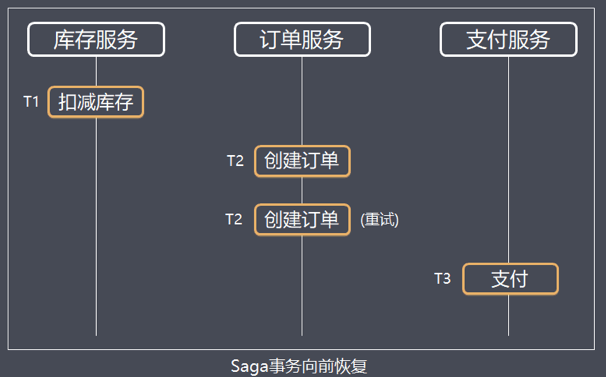 库存服务 订单服务 支付服务
T1 扣减库存
T2 创建订单
T2 创建订单 (重试)
T3 支付
Saga事务向前恢复